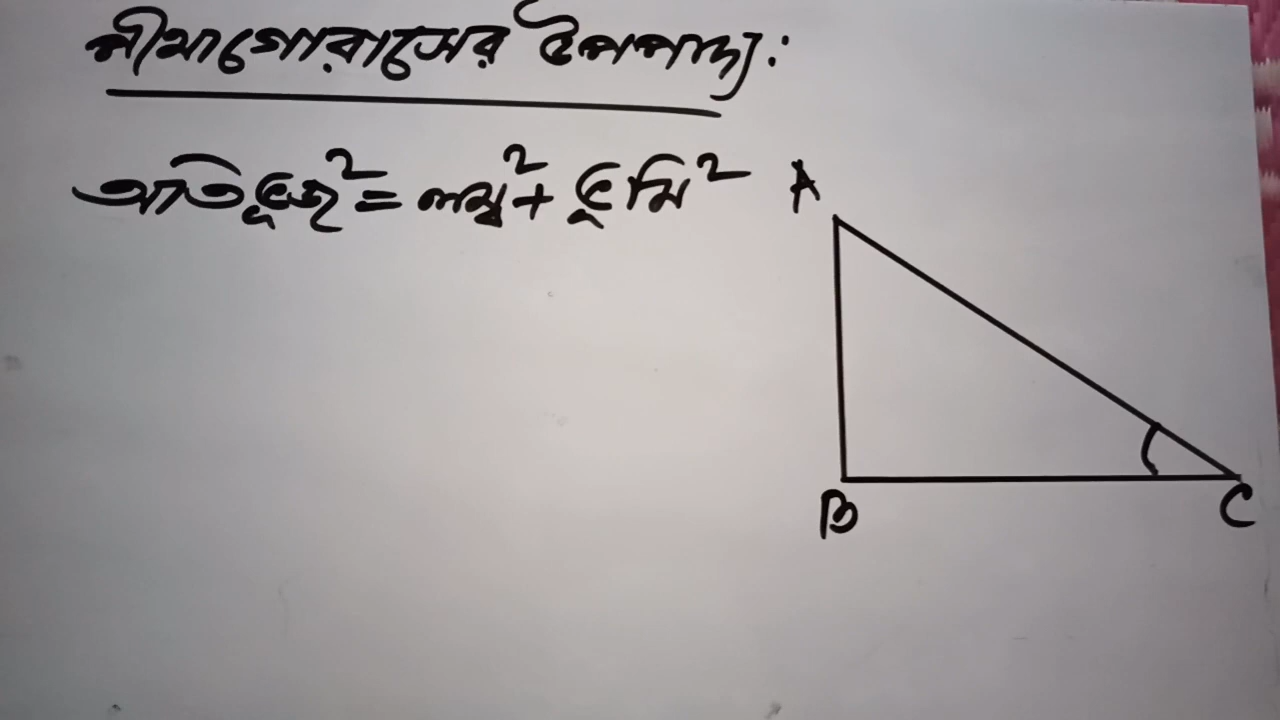 পীথাগোরাসের উপপাদ্য:
অতিভূজ² = লম্ব² + ভূমি²
A
B
C